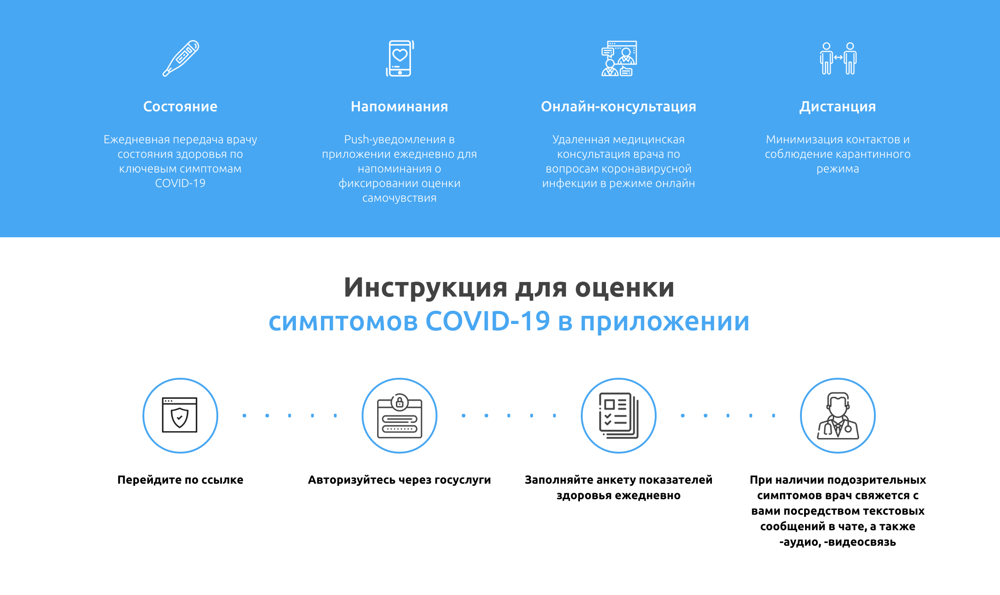 Состояние
Ежедневная передача врачу
состояния здоровья по
ключевым симптомам
COVID-19
Напоминания
Push-уведомления в
приложении ежедневно для
напоминания о
фиксировании оценки
самочувствия
Онлайн-консультация
Удаленная медицинская
консультация врача по
вопросам коронавирусной
инфекции в режиме онлайн
Дистанция
Минимизация контактов и
соблюдение карантинного
режима
Инструкция для оценки
симптомов COVID-19 в приложении
Перейдите по ссылке
Авторизуйтесь через госуслуги
Заполняйте анкету показателей
здоровья ежедневно
При наличии подозрительных
симптомов врач свяжется с
вами посредством текстовых
сообщений в чате, а также
-аудио, -видеосвязь